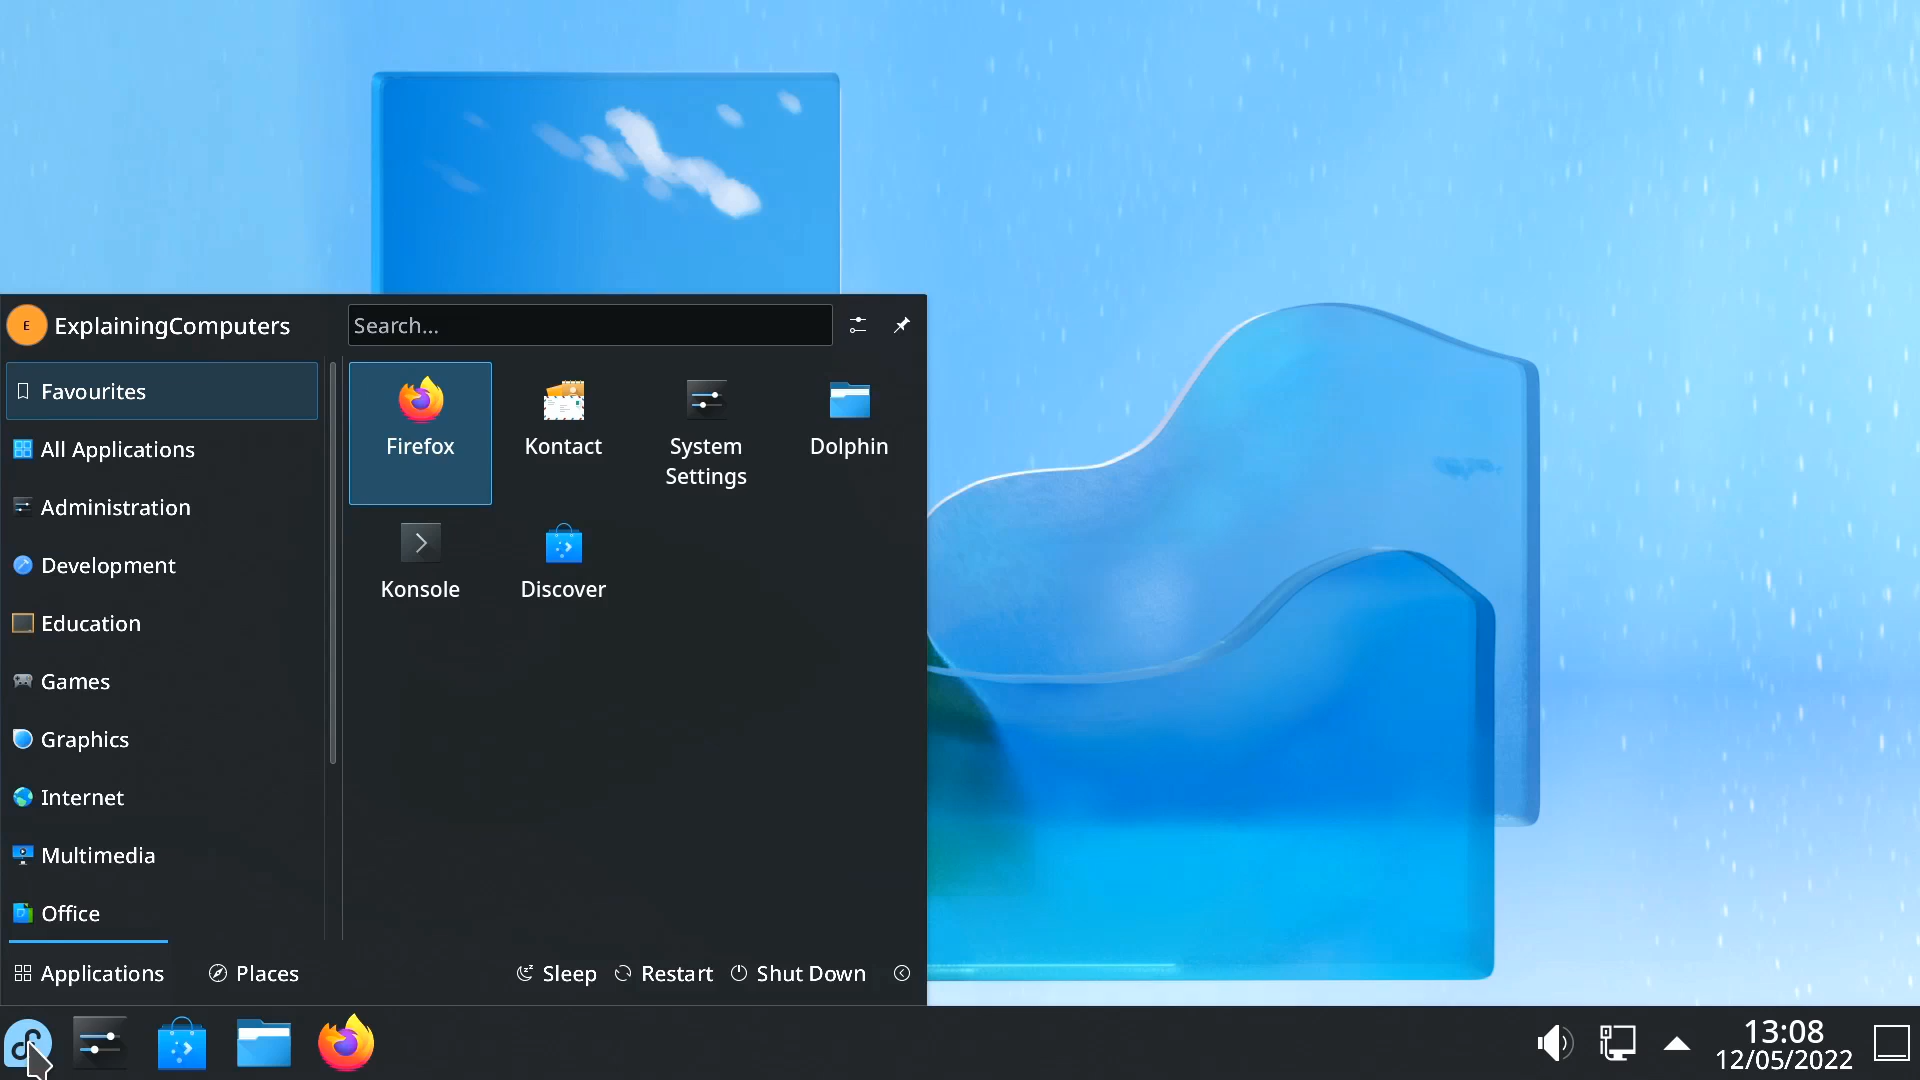 E
ExplainingComputers
Search...
Favourites
All Applications
Administration
Development
Education
Games
Graphics
Internet
Multimedia
Office
Firefox
Kontact
System
Settings
Dolphin
Konsole
Discover
Applications
Places
Sleep
Restart
Shut Down
13:08
12/05/2022